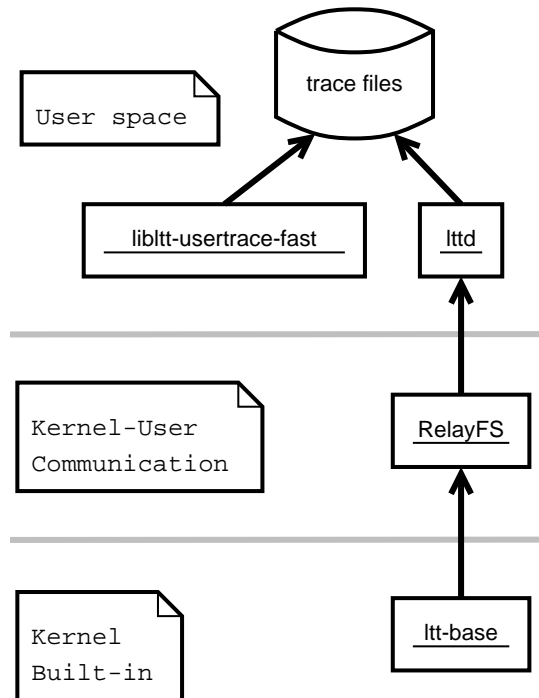 trace files
User space
libltt-usertrace-fast
lttd
Kernel-User
Communication
RelayFS
Kernel
Built-in
ltt-base